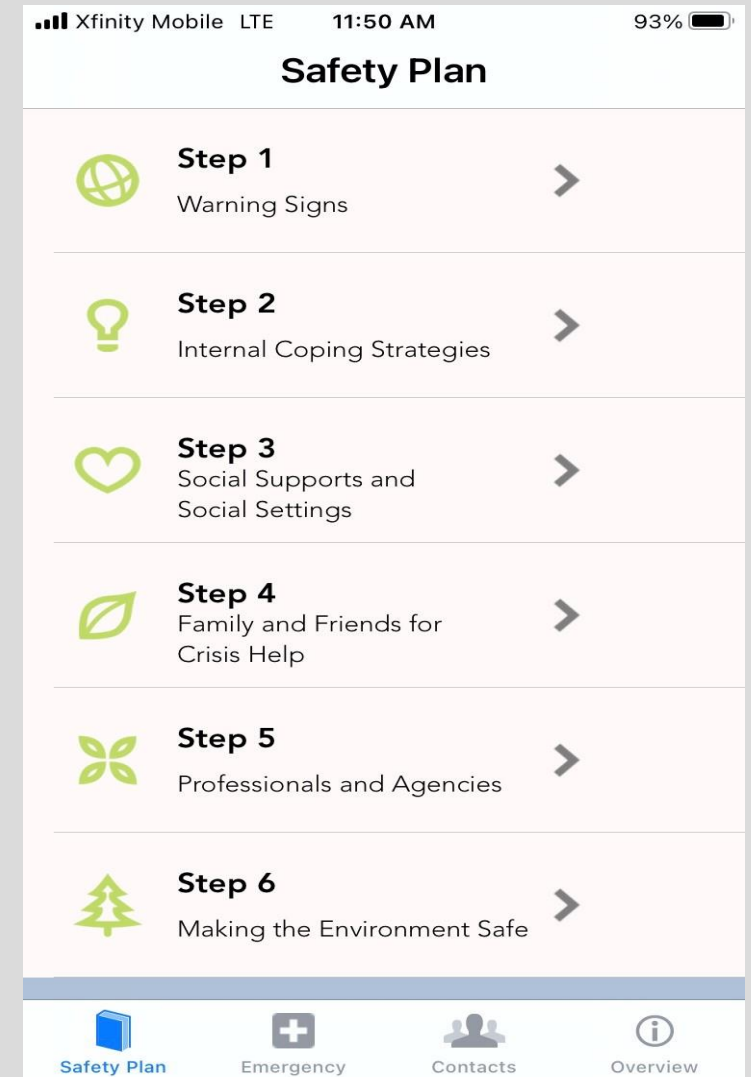 Xfinity Mobile LTE 11:50 AM 93%
Safety Plan
Step 1
Warning Signs
Step 2
Internal Coping Strategies
Step 3
Social Supports and
Social Settings
Step 4
Family and Friends for
Crisis Help
Step 5
Professionals and Agencies
Step 6
Making the Environment Safe
Safety Plan Emergency Contacts Overview